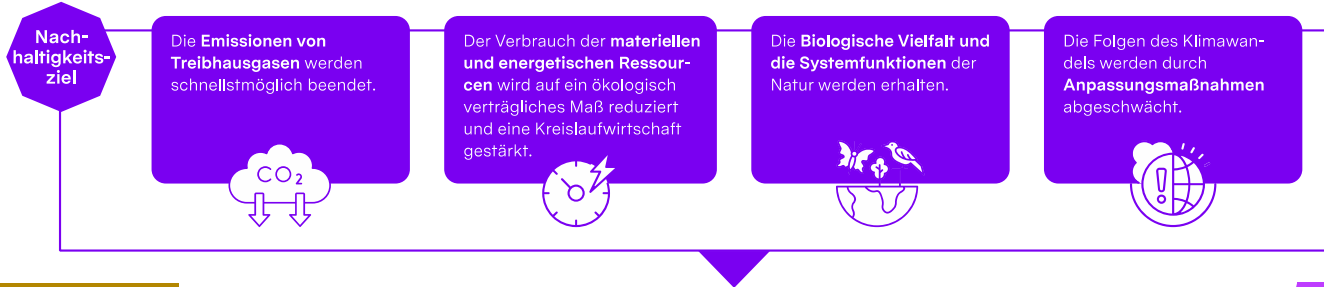 Nach-
haltigkeits-
ziel
Die Emissionen von
Treibhausgasen werden
schnellstmöglich beendet.
CO2
Der Verbrauch der materiellen
und energetischen Ressour-
cen wird auf ein ökologisch
verträgliches Maß reduziert
und eine Kreislaufwirtschaft
gestärkt.
Die Biologische Vielfalt und
die Systemfunktionen der
Natur werden erhalten.
Die Folgen des Klimawan-
dels werden durch
Anpassungsmaßnahmen
abgeschwächt.